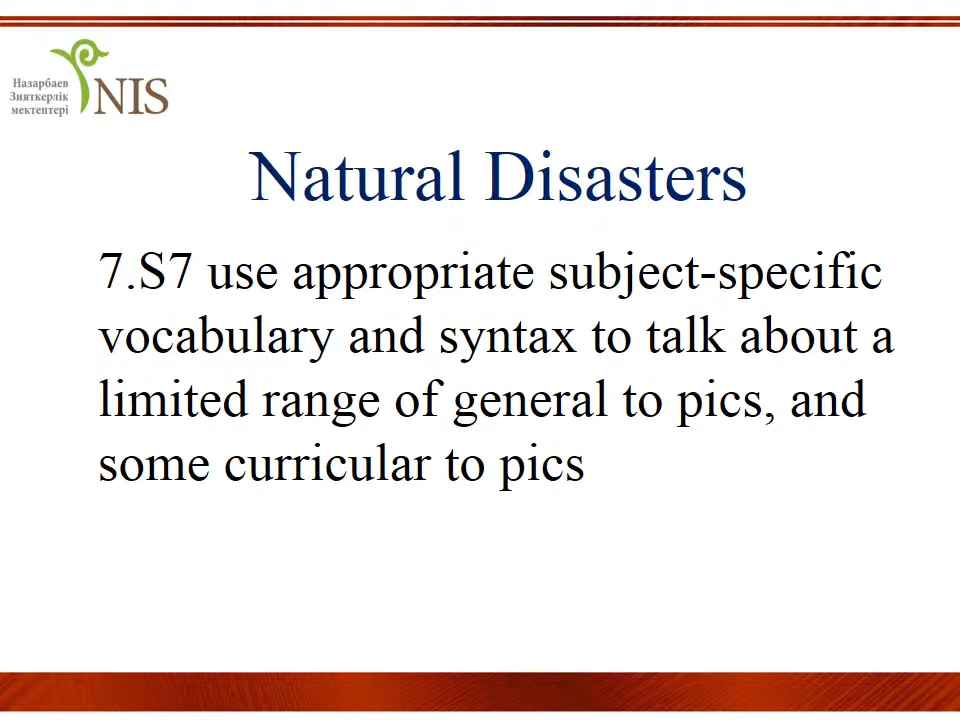 Назарбаев
Зияткерлік
мектептері
NIS
Natural Disasters
7.S7 use appropriate subject-specific
vocabulary and syntax to talk about a
limited range of general to pics, and
some curricular to pics